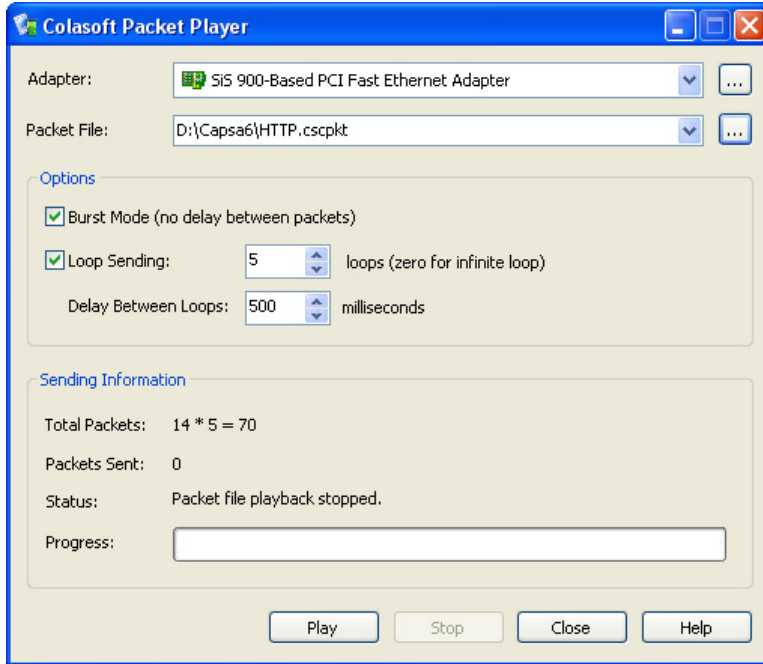 Colasoft Packet Player
Adapter: SiS 900-Based PCI Fast Ethernet Adapter ...
Packet File: D:\Capsa6\HTTP.cscpkt ...
Options
Burst Mode (no delay between packets)
Loop Sending: 5 loops (zero for infinite loop)
Delay Between Loops: 500 milliseconds
Sending Information
Total Packets: 14 * 5 = 70
Packets Sent: 0
Status: Packet file playback stopped.
Progress:
Play Stop Close Help